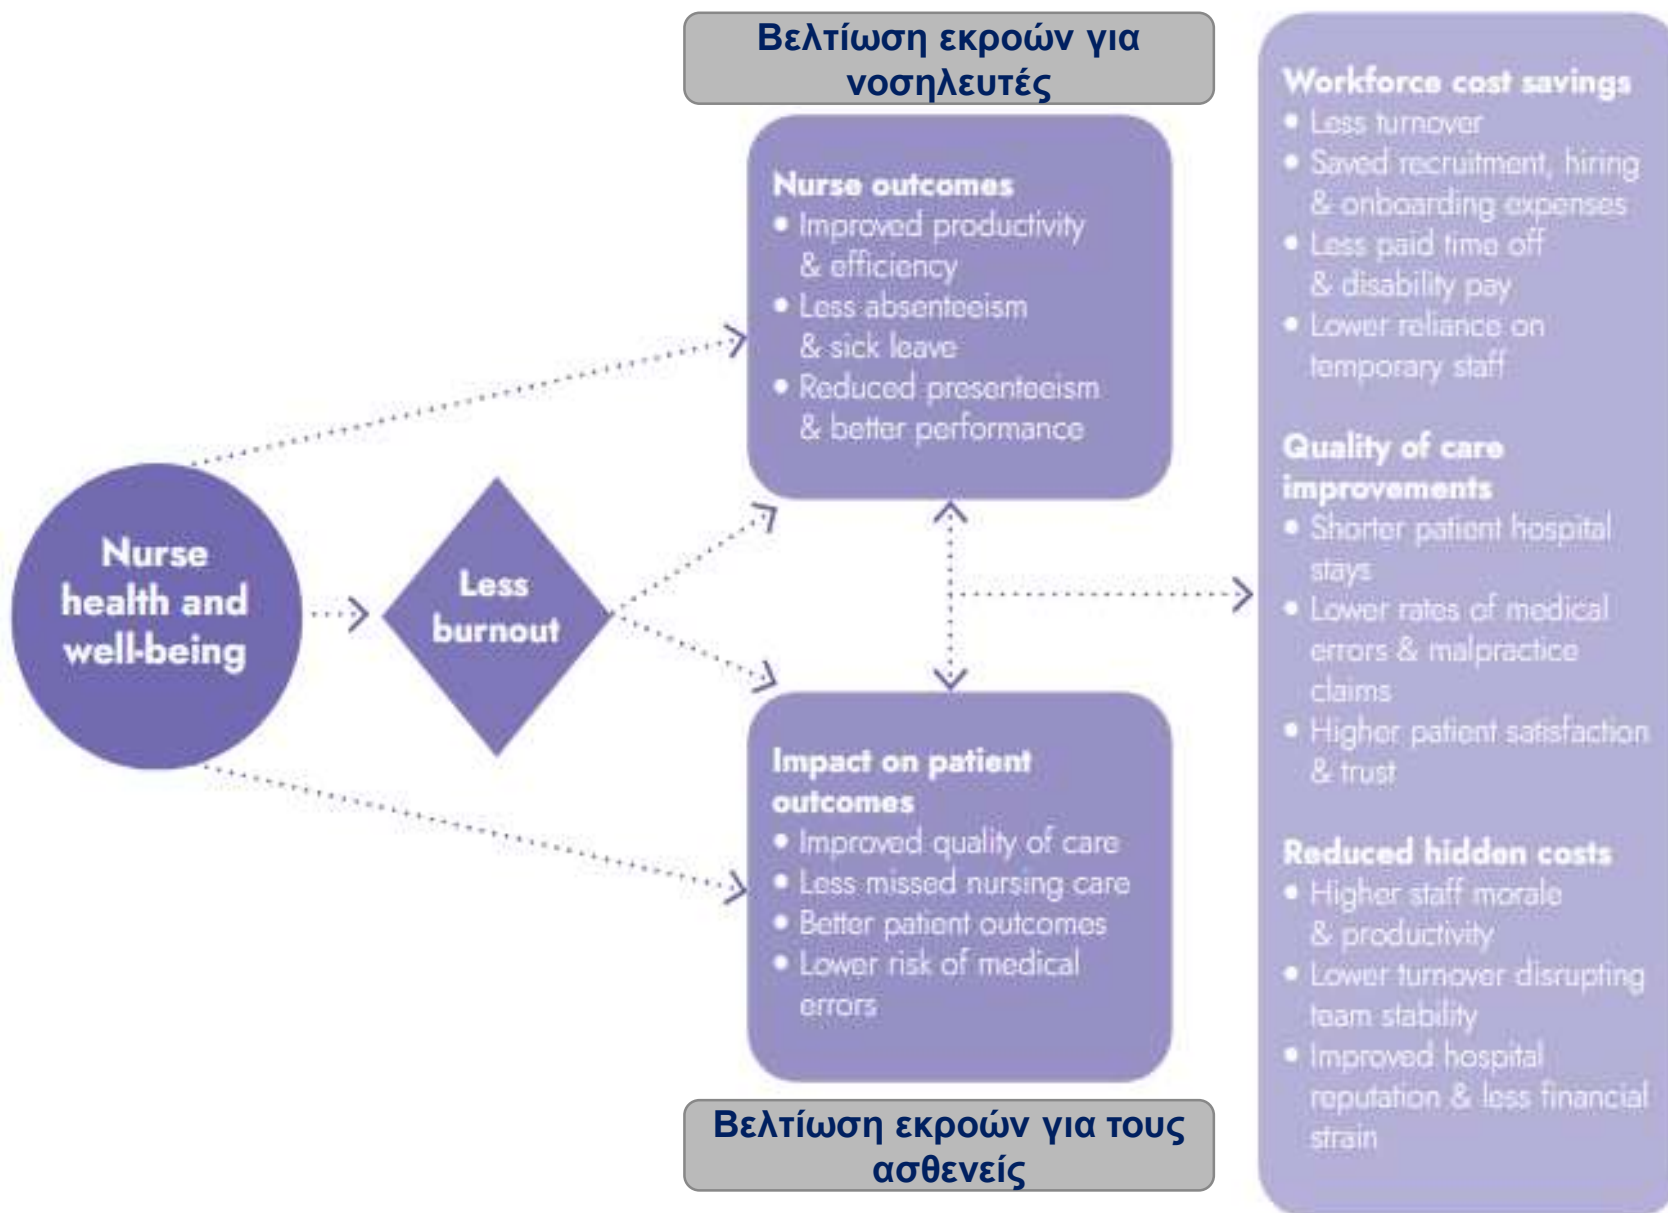 Βελτίωση εκροών για
νοσηλευτές
Nurse
health and
well-being
Less
burnout
Nurse outcomes
• Improved productivity
& efficiency
• Less absenteeism
& sick leave
• Reduced presenteeism
& better performance
Impact on patient
outcomes
• Improved quality of care
• Less missed nursing care
• Better patient outcomes
• Lower risk of medical
errors
Βελτίωση εκροών για τους
ασθενείς
Workforce cost savings
• Less turnover
• Saved recruitment, hiring
& onboarding expenses
• Less paid time off
& disability pay
• Lower reliance on
temporary staff
Quality of care
improvements
• Shorter patient hospital
stays
• Lower rates of medical
errors & malpractice
claims
• Higher patient satisfaction
& trust
Reduced hidden costs
• Higher staff morale
& productivity
• Lower turnover disrupting
team stability
• Improved hospital
reputation & less financial
strain